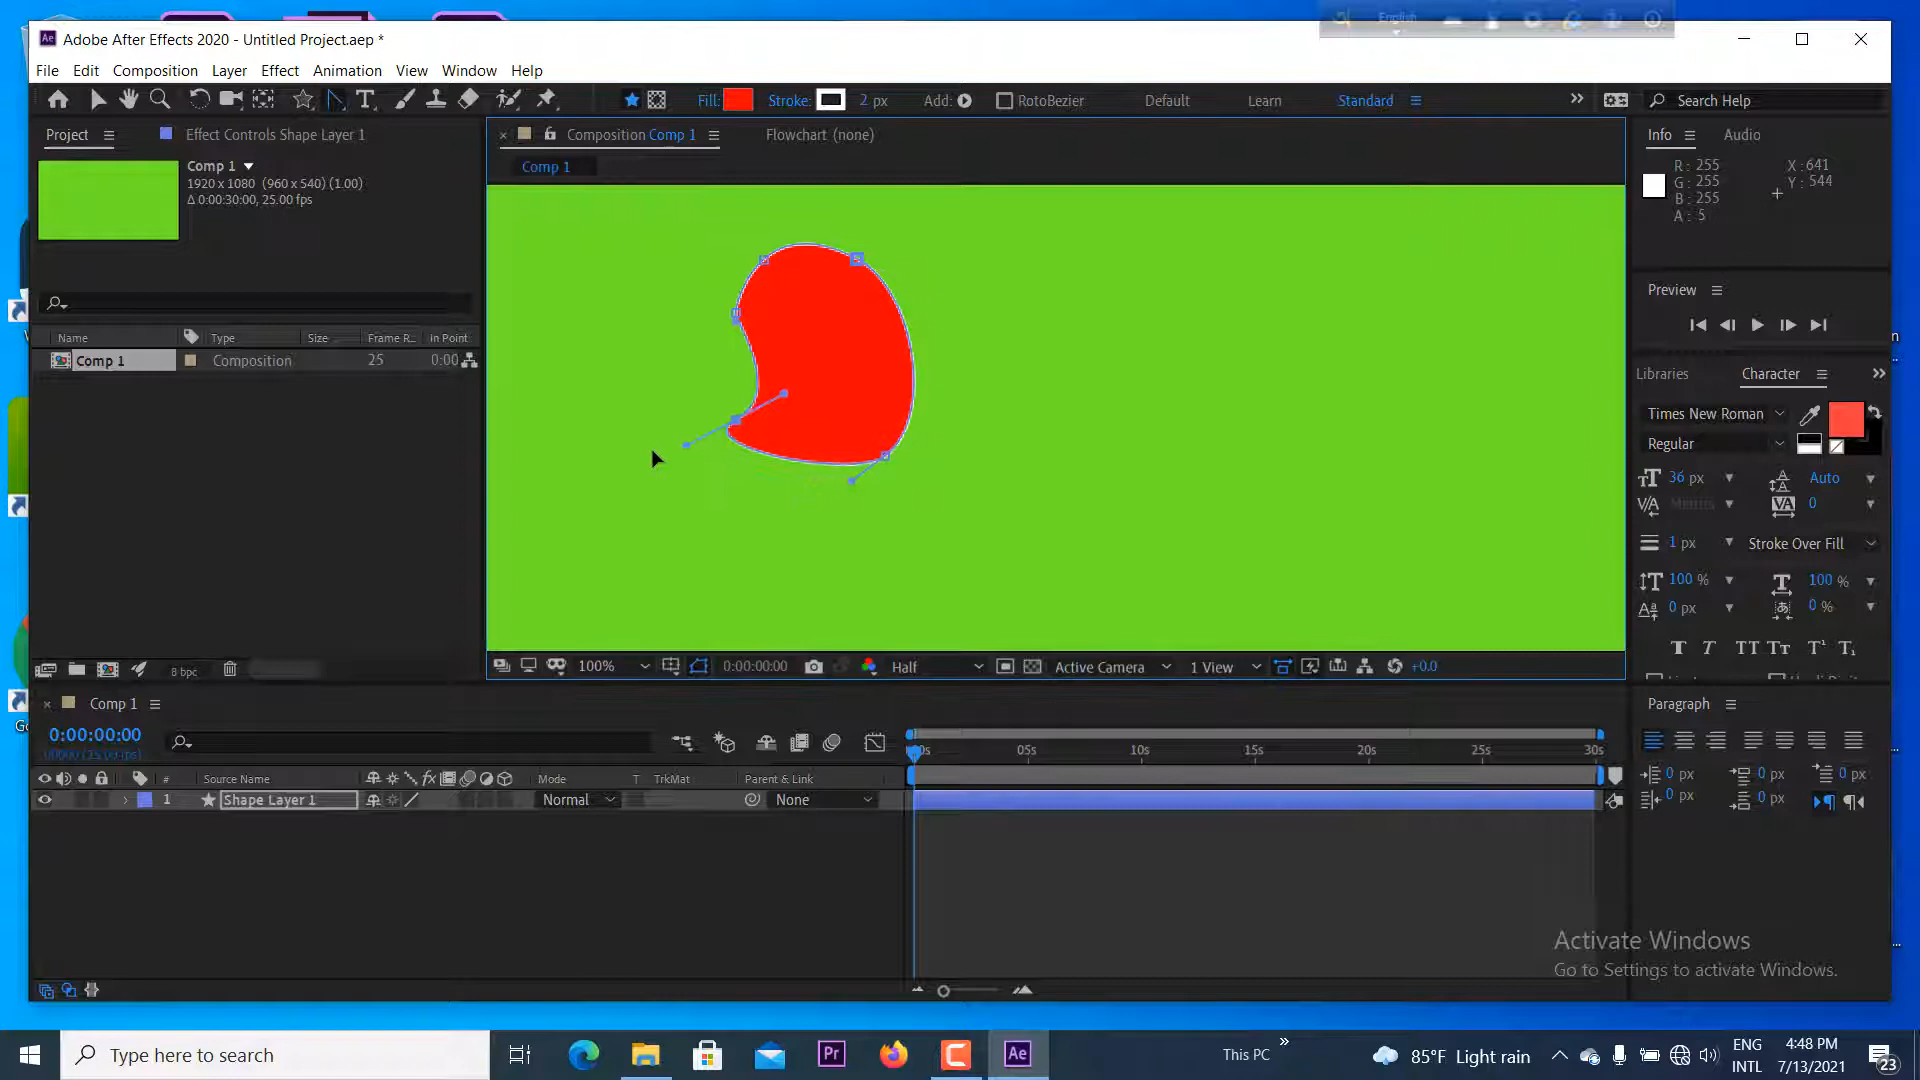 English
Adobe After Effects 2020 - Untitled Project.aep *
File Edit Composition Layer Effect Animation View Window Help
Fill: Stroke: 2 px Add: RotoBezier Default Learn Standard Search Help
Project Effect Controls Shape Layer 1 Composition Comp 1 Flowchart (none) Info Audio
Comp 1
Comp 1
1920 x 1080 (960 x 540) (1.00)
Δ 0:00:30:00, 25.00 fps
R : 255 X : 641
G : 255 Y : 544
B : 255
A : 5
Preview
Name Type Size Frame R... In Point
Comp 1 Composition 25 0:00
Libraries Character
Times New Roman
Regular
36 px Auto
Metrics 0
1 px Stroke Over Fill
100 % 100 %
0 px 0 %
8 bpc 100% 0:00:00:00 Half Active Camera 1 View +0.0
Comp 1
0:00:00:00
00000 (25.00 fps)
Source Name Mode T TrkMat Parent & Link
1 Shape Layer 1 Normal None
05s 10s 15s 20s 25s 30s
Paragraph
0 px 0 px 0 px
0 px 0 px
Activate Windows
Go to Settings to activate Windows.
Type here to search This PC 85°F Light rain ENG INTL 4:48 PM 7/13/2021 23